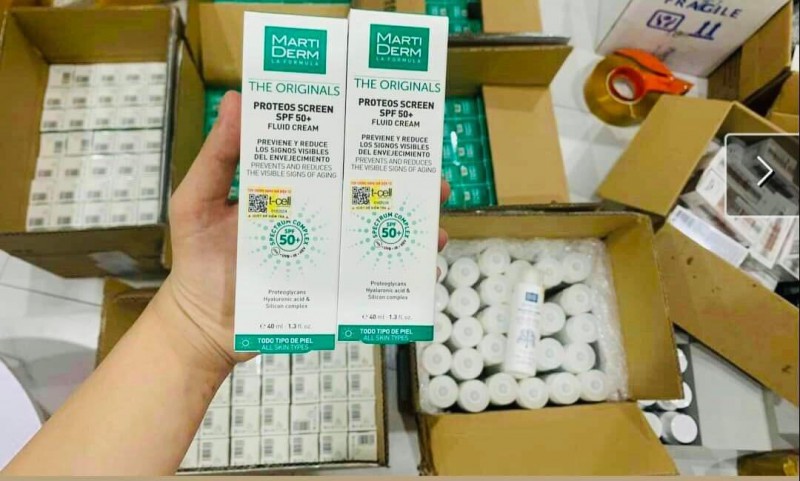 MARTI
DERM
LA FORMULA
THE ORIGINALS
PROTEOS SCREEN
SPF 50+
FLUID CREAM
PREVIENE Y REDUCE
LOS SIGNOS VISIBLES
DEL ENVEJECIMIENTO
PREVENTS AND REDUCES
THE VISIBLE SIGNS OF AGING
t-cell
SPECTRUM COMPLEX
SPF
50+
Proteoglycans
Hyaluronic acid &
Silicon complex
℮ 40 ml 1.3 fl. oz.
TODO TIPO DE PIEL
ALL SKIN TYPES
MARTI
DERM
LA FORMULA
THE ORIGINALS
PROTEOS SCREEN
SPF 50+
FLUID CREAM
PREVIENE Y REDUCE
LOS SIGNOS VISIBLES
DEL ENVEJECIMIENTO
PREVENTS AND REDUCES
THE VISIBLE SIGNS OF AGING
t-cell
SPECTRUM COMPLEX
SPF
50+
Proteoglycans
Hyaluronic acid &
Silicon complex
℮ 40 ml 1.3 fl. oz.
TODO TIPO DE PIEL
ALL SKIN TYPES
FRAGILE